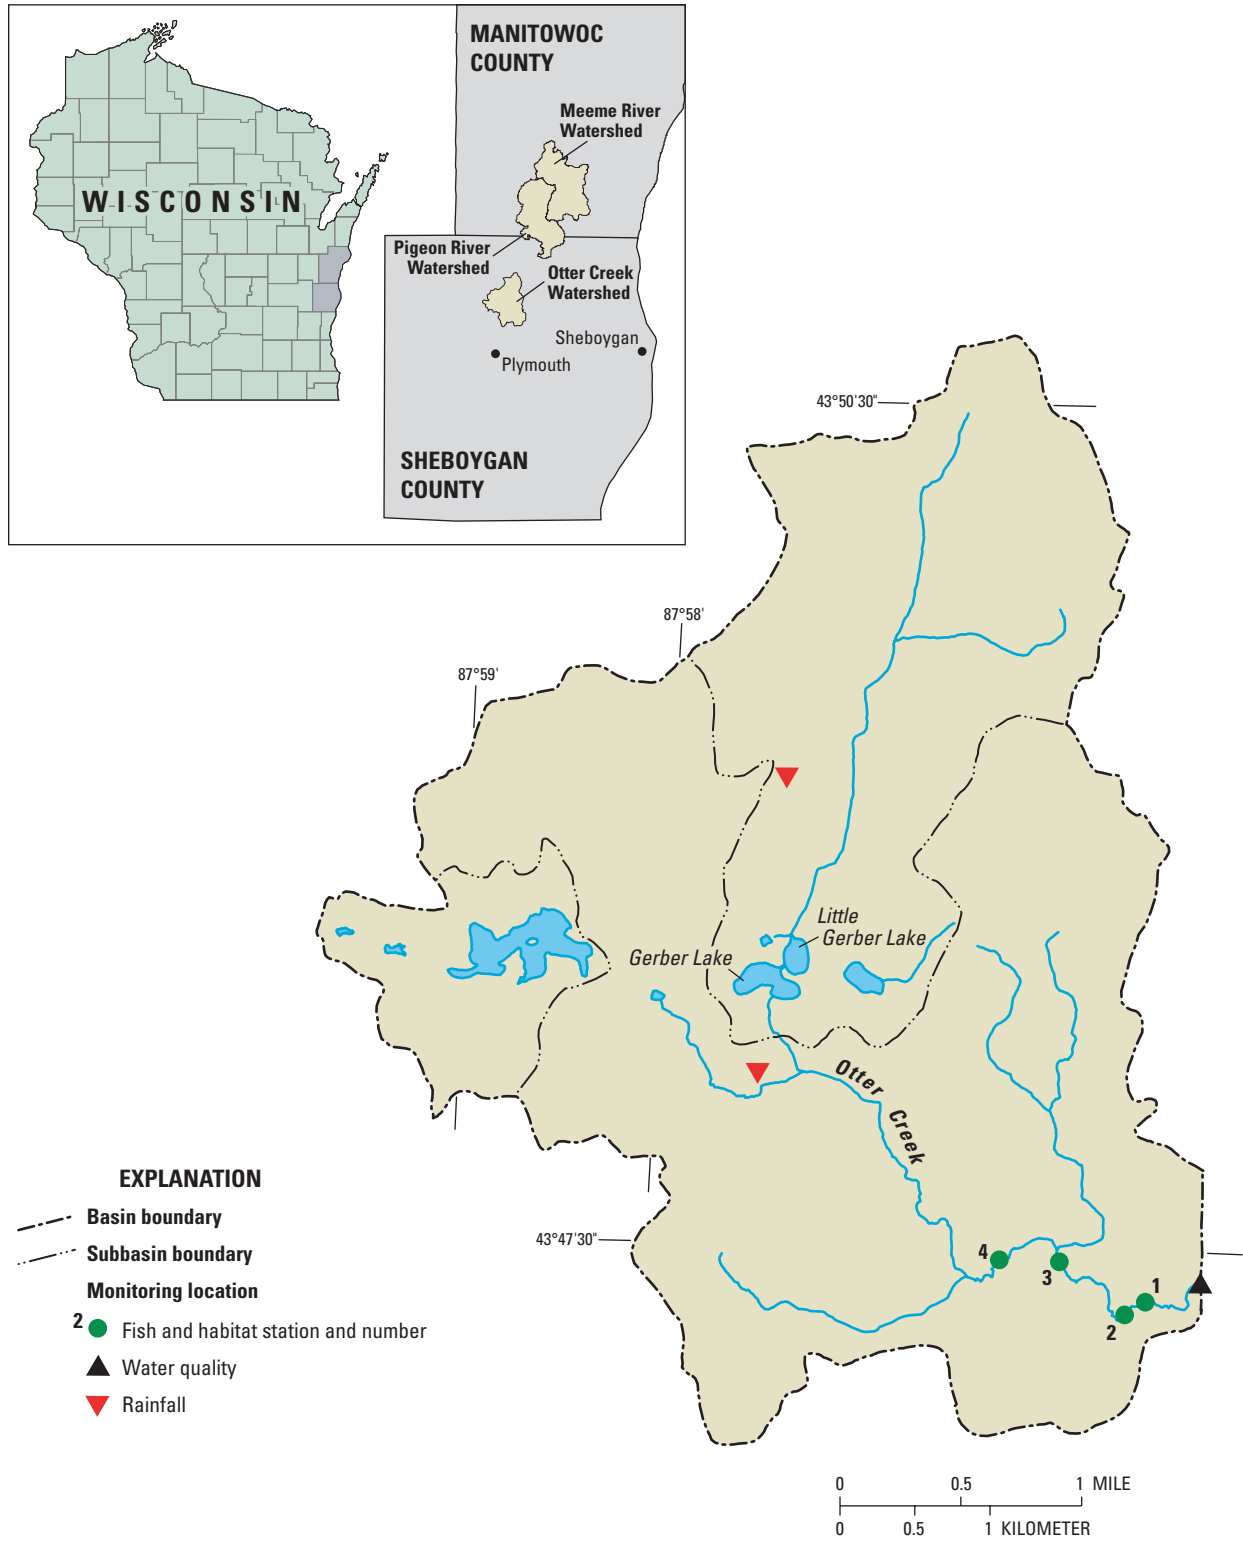 MANITOWOC
COUNTY
Meeme River
Watershed
WISCONSIN
Pigeon River
Watershed
Otter Creek
Watershed
Sheboygan
Plymouth
SHEBOYGAN
COUNTY
43°50'30"
87°58'
87°59'
Little
Gerber Lake
Gerber Lake
Otter Creek
43°47'30"
4
3
1
2
EXPLANATION
Basin boundary
Subbasin boundary
Monitoring location
2 Fish and habitat station and number
Water quality
Rainfall
0 0.5 1 MILE
0 0.5 1 KILOMETER